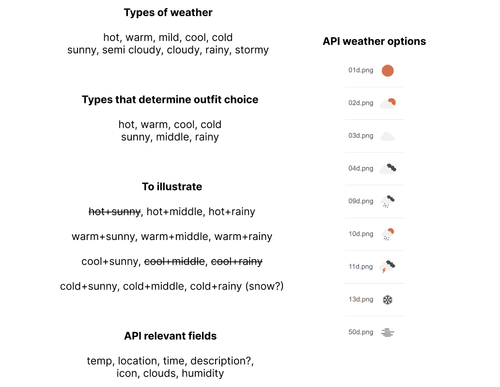 Types of weather
hot, warm, mild, cool, cold
sunny, semi cloudy, cloudy, rainy, stormy
Types that determine outfit choice
hot, warm, cool, cold
sunny, middle, rainy
To illustrate
hot+sunny, hot+middle, hot+rainy
warm+sunny, warm+middle, warm+rainy
cool+sunny, cool+middle, cool+rainy
cold+sunny, cold+middle, cold+rainy (snow?)
API relevant fields
temp, location, time, description?,
icon, clouds, humidity
API weather options
01d.png
02d.png
03d.png
04d.png
09d.png
10d.png
11d.png
13d.png
50d.png